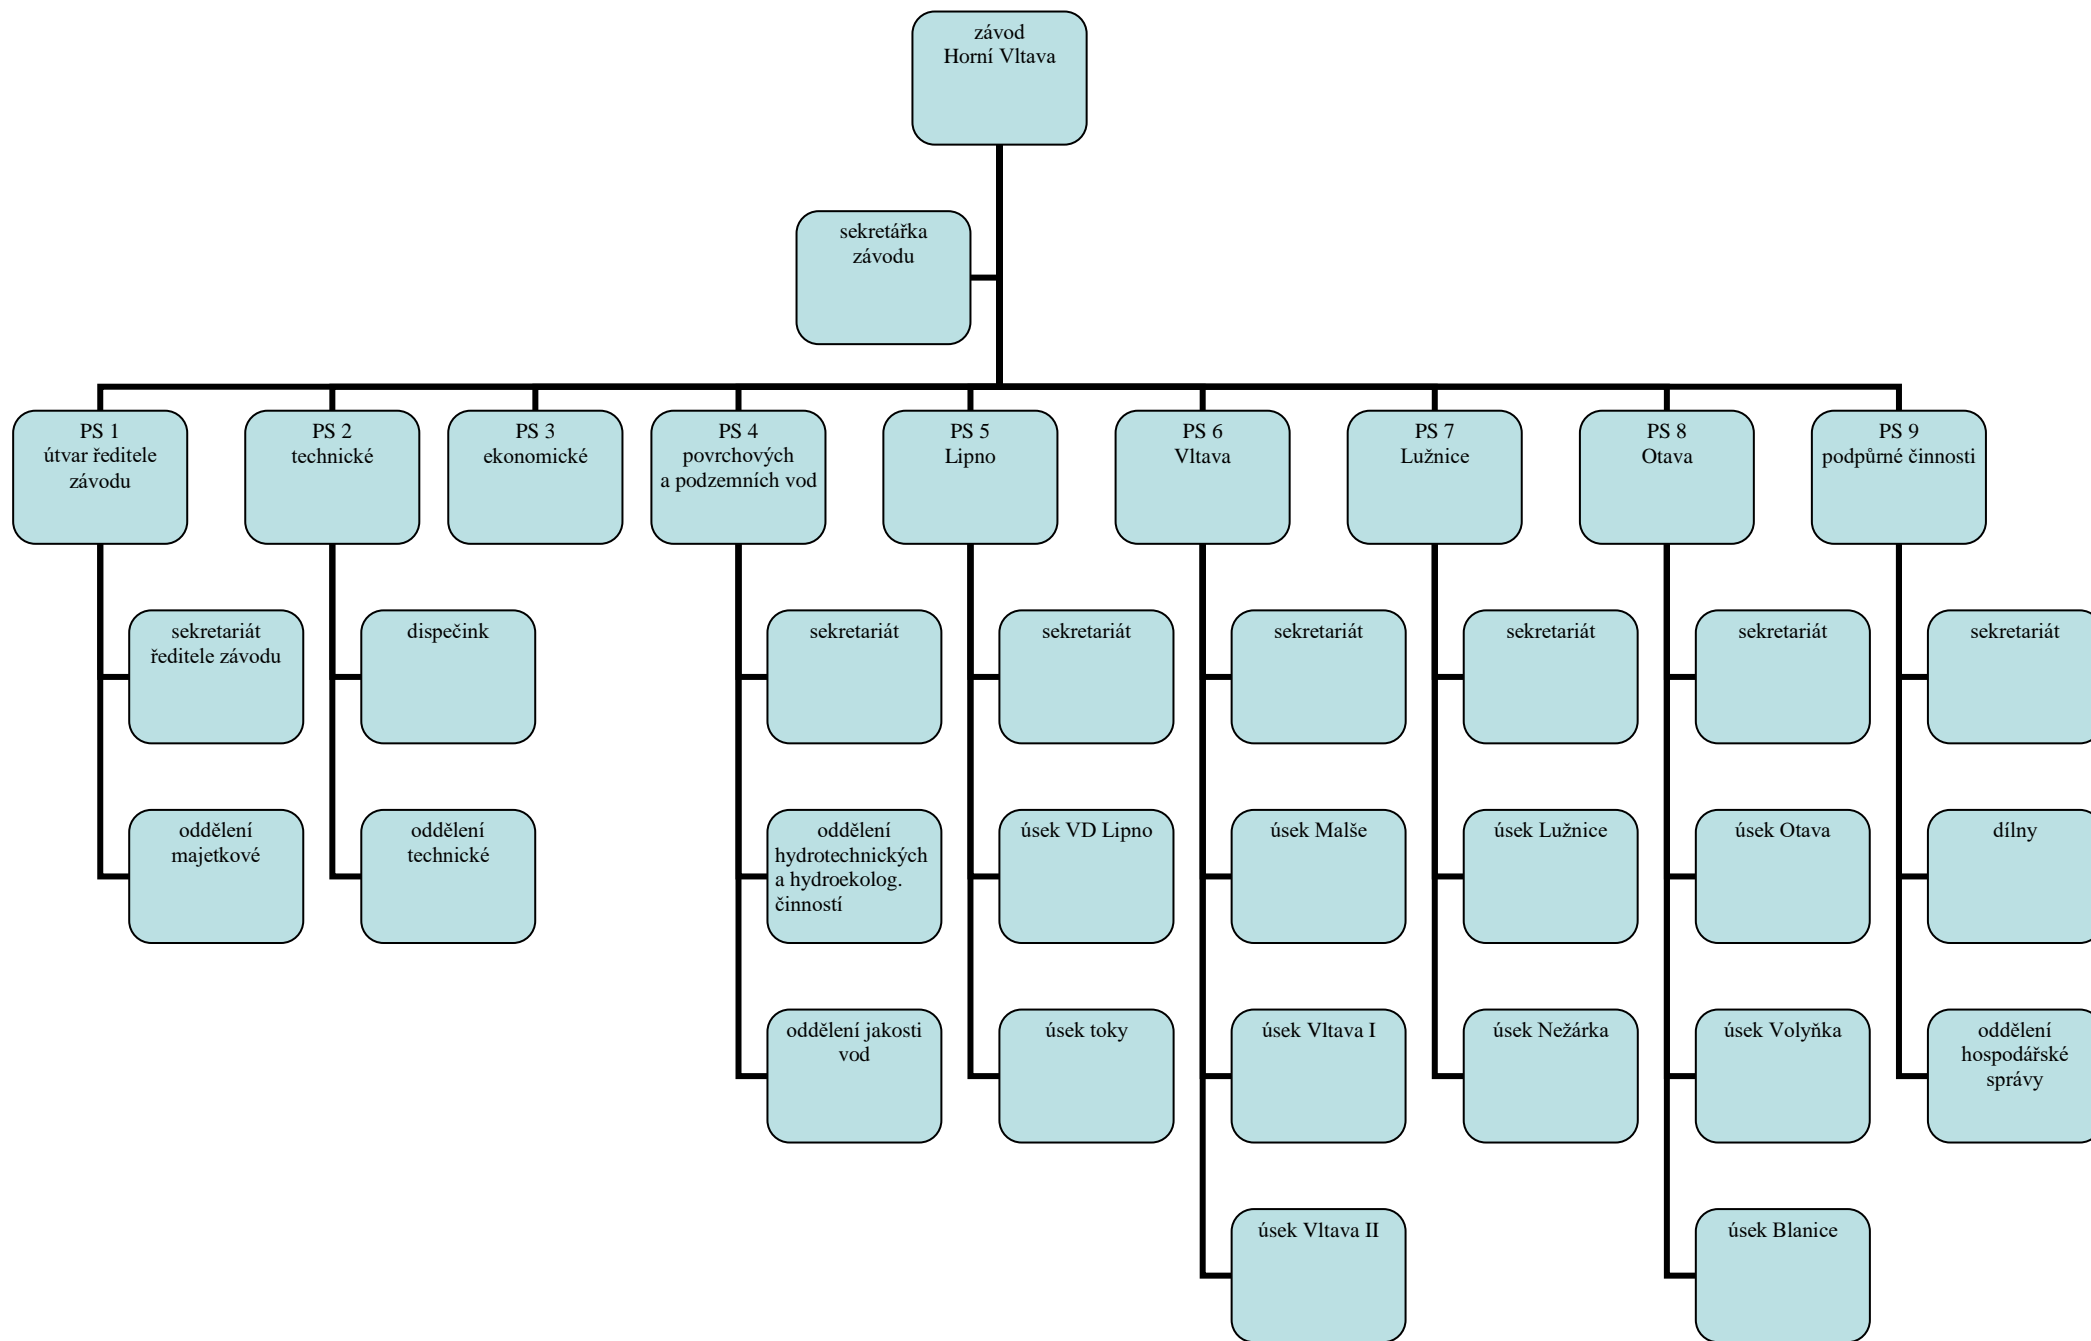 závod
Horní Vltava
sekretářka
závodu
PS 1
útvar ředitele
závodu
PS 2
technické
PS 3
ekonomické
PS 4
povrchových
a podzemních vod
PS 5
Lipno
PS 6
Vltava
PS 7
Lužnice
PS 8
Otava
PS 9
podpůrné činnosti
sekretariát
ředitele závodu
dispečink
sekretariát
sekretariát
sekretariát
sekretariát
sekretariát
sekretariát
oddělení
majetkové
oddělení
technické
oddělení
hydrotechnických
a hydroekolog.
činností
úsek VD Lipno
úsek Malše
úsek Lužnice
úsek Otava
dílny
oddělení jakosti
vod
úsek toky
úsek Vltava I
úsek Nežárka
úsek Volyňka
oddělení
hospodářské
správy
úsek Vltava II
úsek Blanice